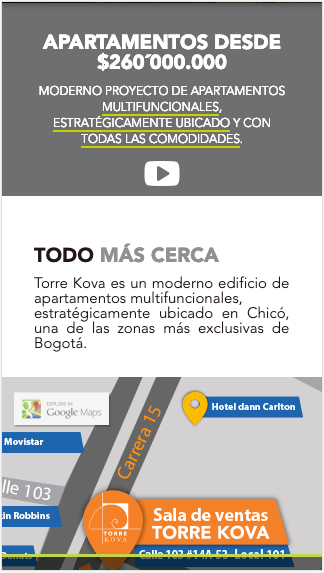 APARTAMENTOS DESDE
$260´000.000
MODERNO PROYECTO DE APARTAMENTOS
MULTIFUNCIONALES,
ESTRATÉGICAMENTE UBICADO Y CON
TODAS LAS COMODIDADES.
TODO MÁS CERCA
Torre Kova es un moderno edificio de
apartamentos multifuncionales,
estratégicamente ubicado en Chicó,
una de las zonas más exclusivas de
Bogotá.
EXPLORE IN
Google Maps
Carrera 15
Hotel dann Carlton
Movistar
lle 103
in Robbins
TORRE
KOVA
Sala de ventas
TORRE KOVA
Donats
Calle 103 #14A-53 Local 101